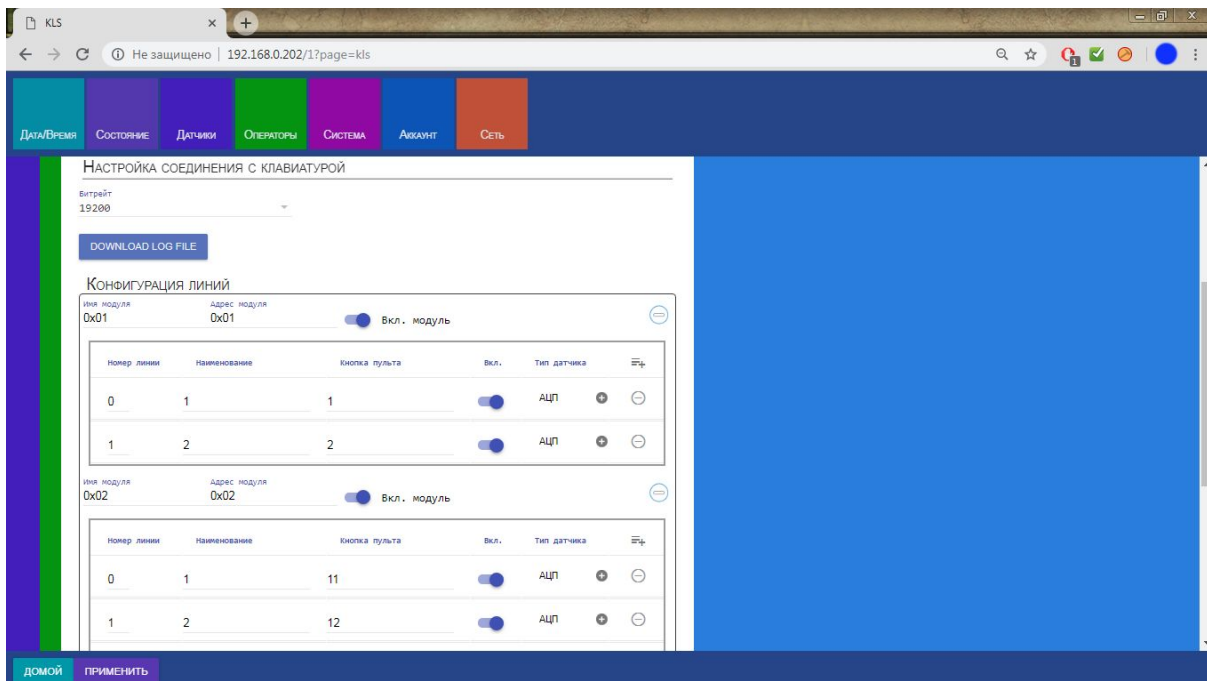 KLS
Не защищено | 192.168.0.202/1?page=kls
1
Дата/Время Состояние Датчики Операторы Система Аккаунт Сеть
Настройка соединения с клавиатурой
Битрейт
19200
DOWNLOAD LOG FILE
Конфигурация линий
Имя модуля Адрес модуля
0x01 0x01 Вкл. модуль
Номер линии Наименование Кнопка пульта Вкл. Тип датчика
0 1 1 АЦП
1 2 2 АЦП
Имя модуля Адрес модуля
0x02 0x02 Вкл. модуль
Номер линии Наименование Кнопка пульта Вкл. Тип датчика
0 1 11 АЦП
1 2 12 АЦП
ДОМОЙ ПРИМЕНИТЬ